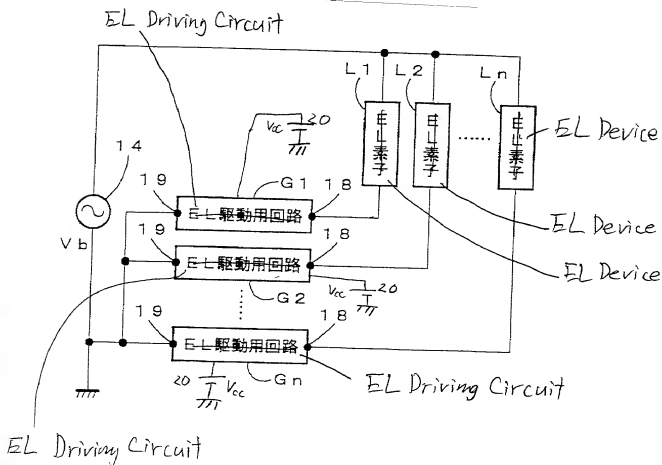 EL Driving Circuit
L1
L2
Ln
Vcc 20
EL素子
EL素子
EL素子
EL Device
14
19
G1
18
EL駆動用回路
Vb
19
18
EL駆動用回路
EL Device
EL Device
G2
Vcc 20
19
18
EL駆動用回路
20 Vcc
Gn
EL Driving Circuit
EL Driving Circuit